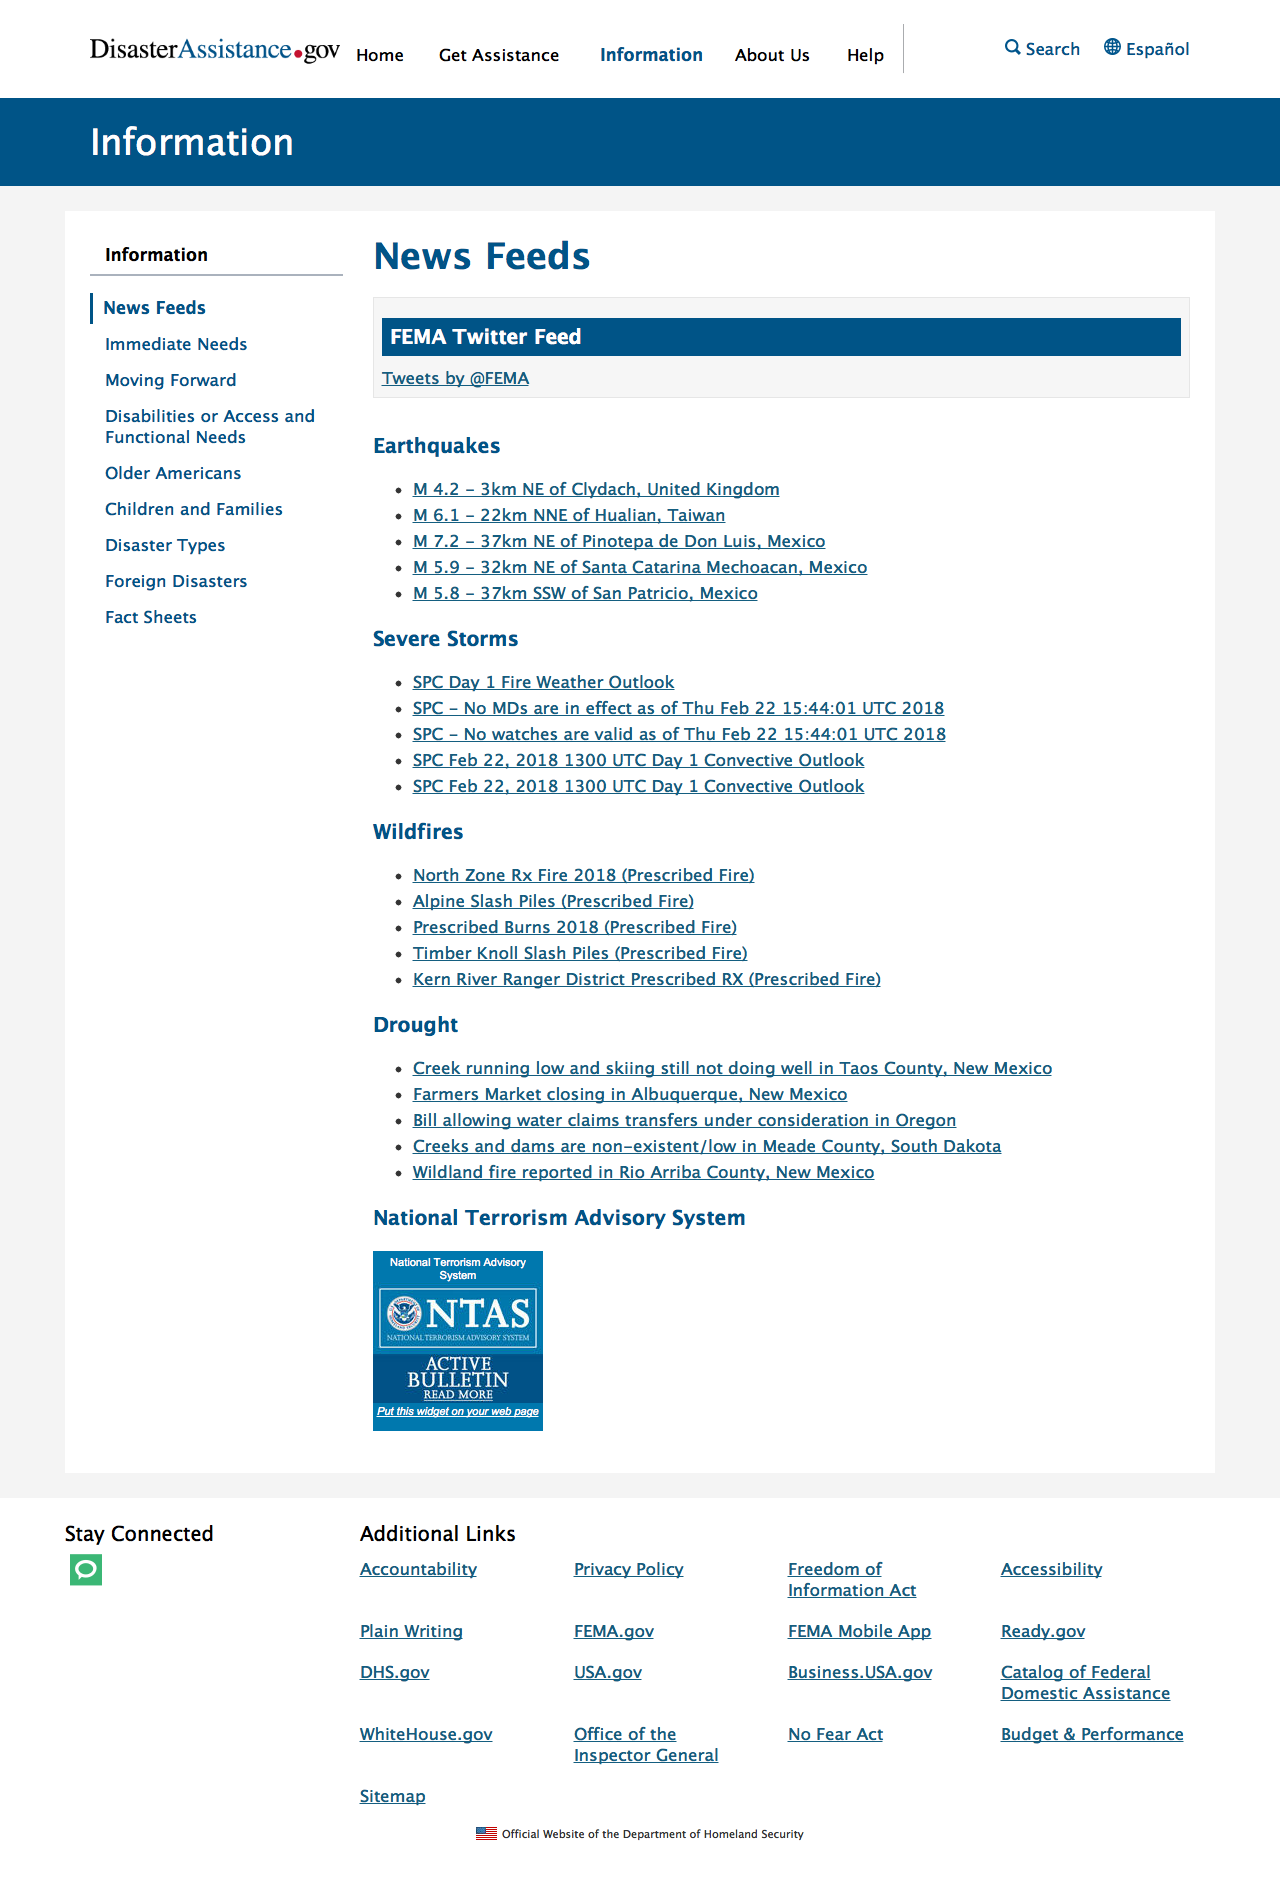 DisasterAssistance.gov
Home
Get Assistance
Information
About Us
Help
Search
Español
Information
Information
News Feeds
Immediate Needs
Moving Forward
Disabilities or Access and
Functional Needs
Older Americans
Children and Families
Disaster Types
Foreign Disasters
Fact Sheets
News Feeds
FEMA Twitter Feed
Tweets by @FEMA
Earthquakes
M 4.2 - 3km NE of Clydach, United Kingdom
M 6.1 - 22km NNE of Hualian, Taiwan
M 7.2 - 37km NE of Pinotepa de Don Luis, Mexico
M 5.9 - 32km NE of Santa Catarina Mechoacan, Mexico
M 5.8 - 37km SSW of San Patricio, Mexico
Severe Storms
SPC Day 1 Fire Weather Outlook
SPC - No MDs are in effect as of Thu Feb 22 15:44:01 UTC 2018
SPC - No watches are valid as of Thu Feb 22 15:44:01 UTC 2018
SPC Feb 22, 2018 1300 UTC Day 1 Convective Outlook
SPC Feb 22, 2018 1300 UTC Day 1 Convective Outlook
Wildfires
North Zone Rx Fire 2018 (Prescribed Fire)
Alpine Slash Piles (Prescribed Fire)
Prescribed Burns 2018 (Prescribed Fire)
Timber Knoll Slash Piles (Prescribed Fire)
Kern River Ranger District Prescribed RX (Prescribed Fire)
Drought
Creek running low and skiing still not doing well in Taos County, New Mexico
Farmers Market closing in Albuquerque, New Mexico
Bill allowing water claims transfers under consideration in Oregon
Creeks and dams are non-existent/low in Meade County, South Dakota
Wildland fire reported in Rio Arriba County, New Mexico
National Terrorism Advisory System
National Terrorism Advisory
System
NTAS
NATIONAL TERRORISM ADVISORY SYSTEM
ACTIVE
BULLETIN
READ MORE
Put this widget on your web page
Stay Connected
Additional Links
Accountability
Privacy Policy
Freedom of
Information Act
Accessibility
Plain Writing
FEMA.gov
FEMA Mobile App
Ready.gov
DHS.gov
USA.gov
Business.USA.gov
Catalog of Federal
Domestic Assistance
WhiteHouse.gov
Office of the
Inspector General
No Fear Act
Budget & Performance
Sitemap
Official Website of the Department of Homeland Security